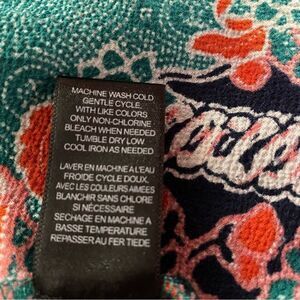 MACHINE WASH COLD
GENTLE CYCLE,
WITH LIKE COLORS
ONLY NON-CHLORINE
BLEACH WHEN NEEDED
TUMBLE DRY LOW
COOL IRON AS NEEDED
LAVER EN MACHINE A L'EAU
FROIDE CYCLE DOUX,
AVEC LES COULEURS AIMEES
BLANCHIR SANS CHLORE
SI NÉCESSAIRE
SECHAGE EN MACHINE A
BASSE TEMPERATURE
REPASSER AU FER TIEDE